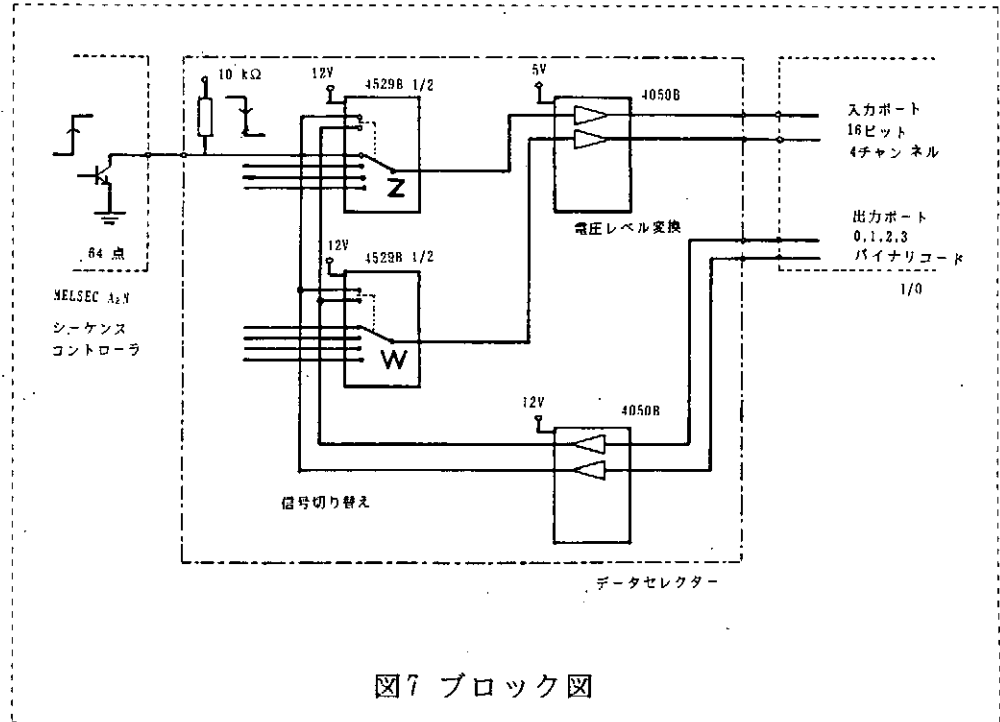 10 kΩ
12V
4529B 1/2
5V
4050B
入力ポート
16ビット
4チャンネル
Z
64 点
電圧レベル変換
出力ポート
0,1,2,3
バイナリコード
I/O
MELSEC A₂N
シーケンス
コントローラ
12V
4529B 1/2
W
12V
4050B
信号切り替え
データセレクター
図7 ブロック図